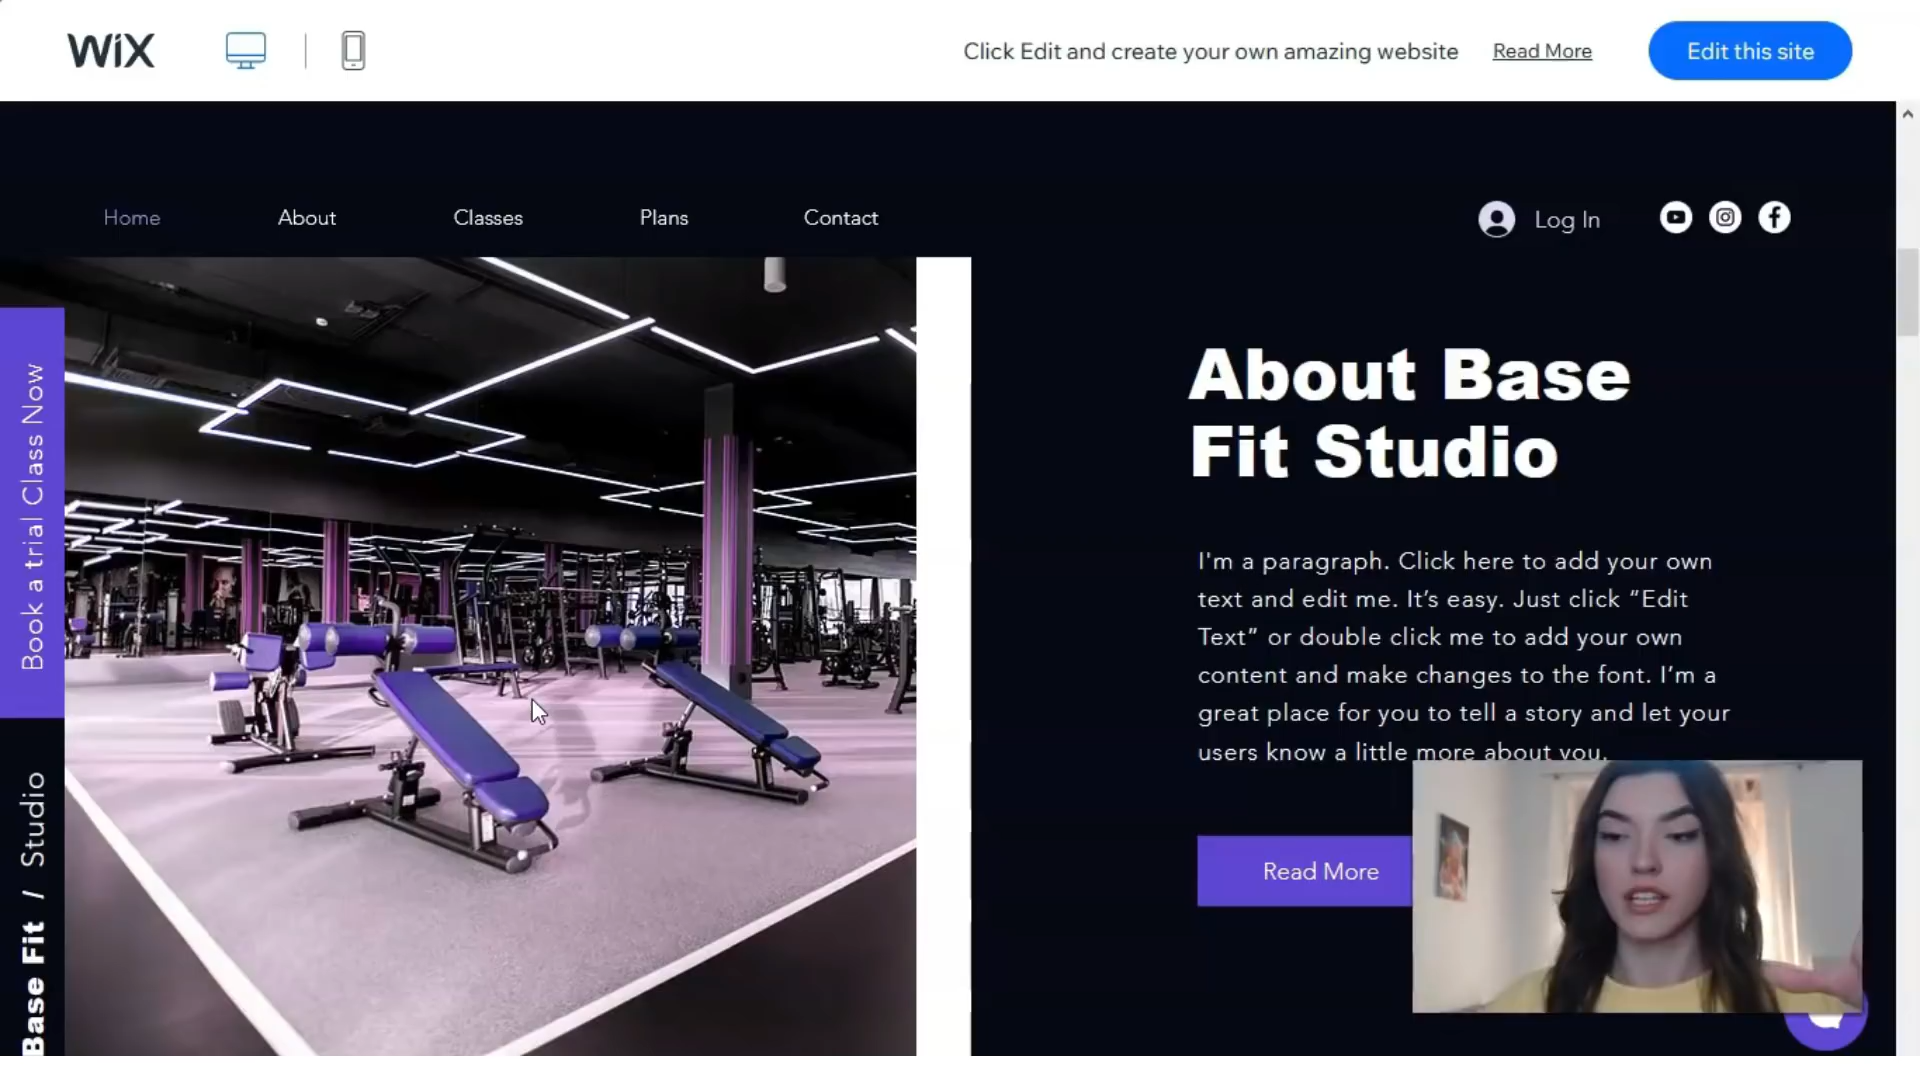 WiX
Click Edit and create your own amazing website
Read More
Edit this site
Home
About
Classes
Plans
Contact
Log In
Book a trial Class Now
Base Fit / Studio
About Base
Fit Studio
I'm a paragraph. Click here to add your own
text and edit me. It’s easy. Just click “Edit
Text” or double click me to add your own
content and make changes to the font. I’m a
great place for you to tell a story and let your
users know a little more about you.
Read More